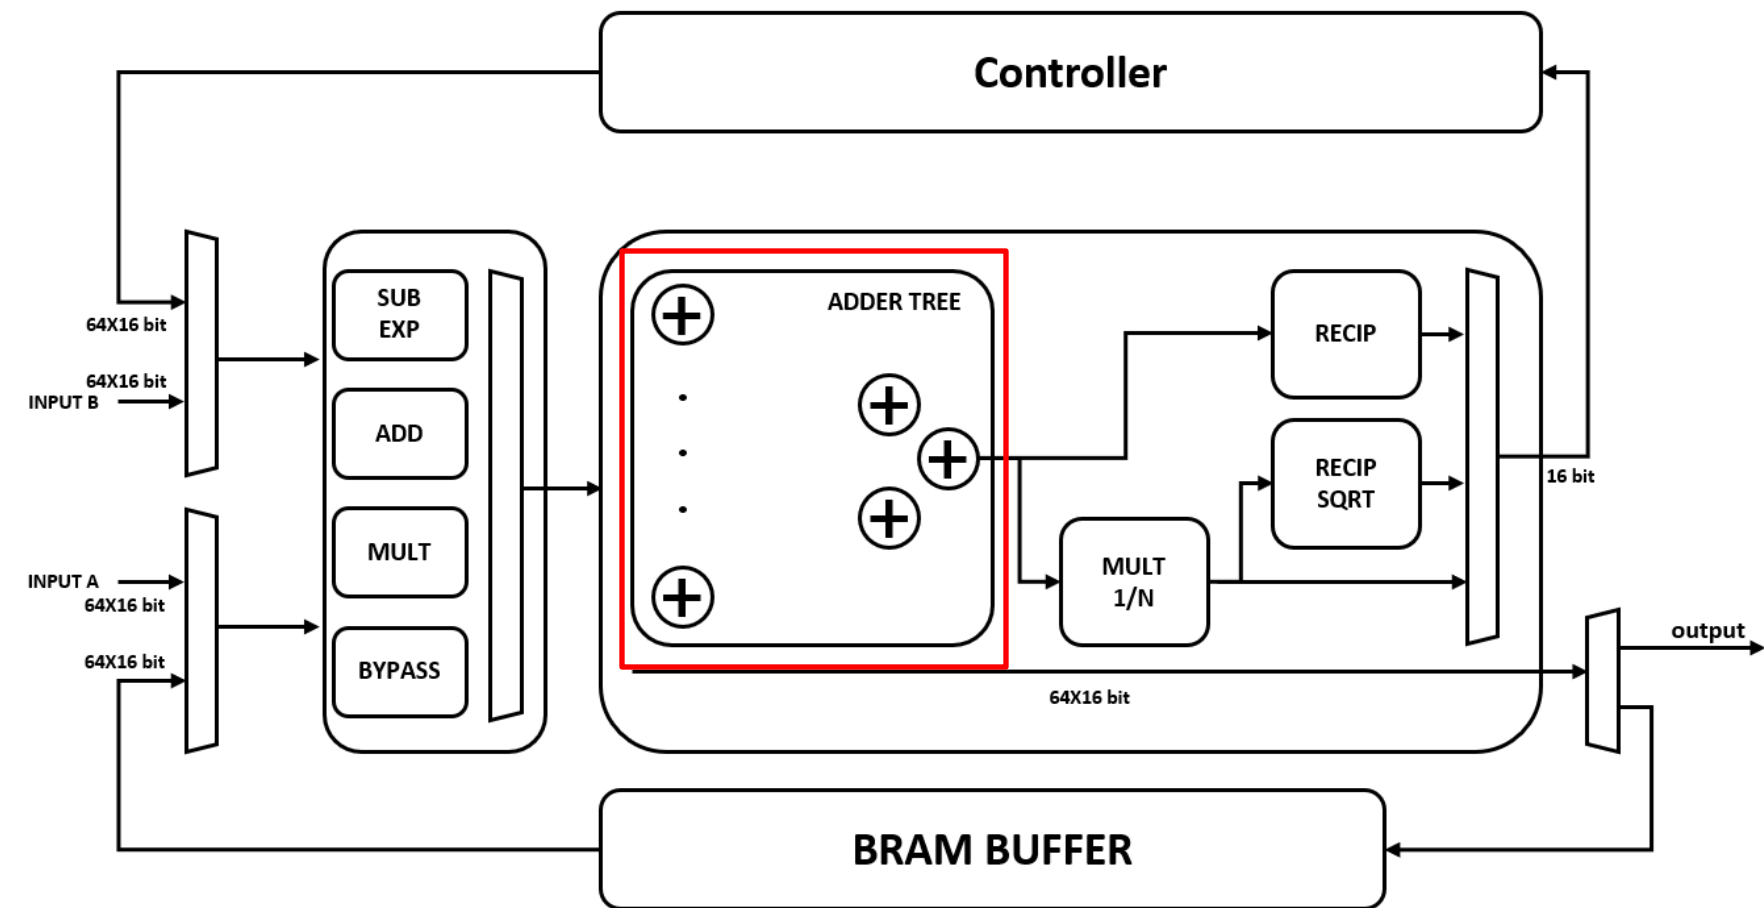 Controller
64X16 bit
64X16 bit
INPUT B
INPUT A
64X16 bit
64X16 bit
SUB
EXP
ADD
MULT
BYPASS
ADDER TREE
RECIP
RECIP
SQRT
MULT
1/N
16 bit
64X16 bit
output
BRAM BUFFER